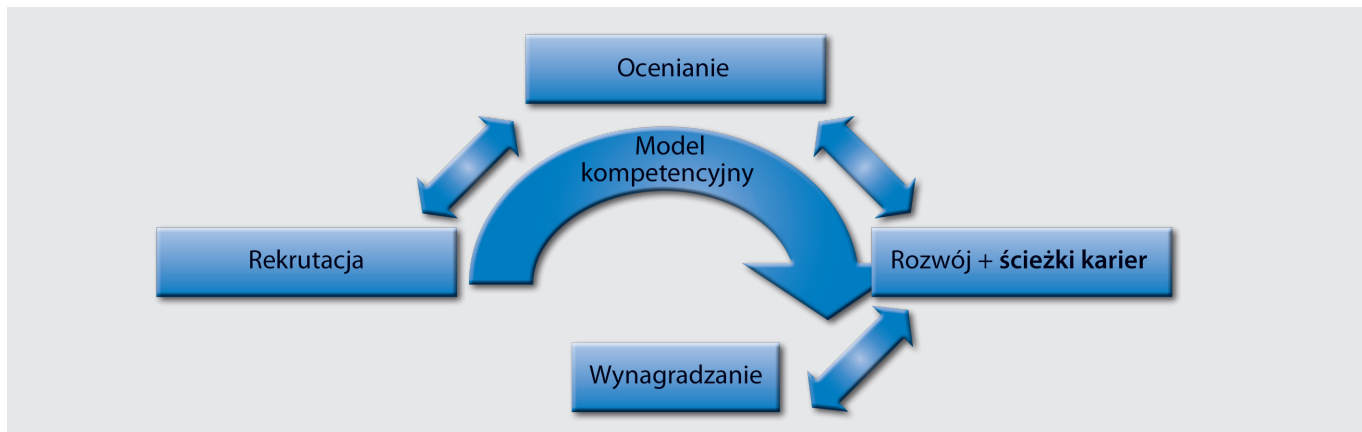 Ocenianie
Model
kompetencyjny
Rekrutacja
Rozwój + ścieżki karier
Wynagradzanie